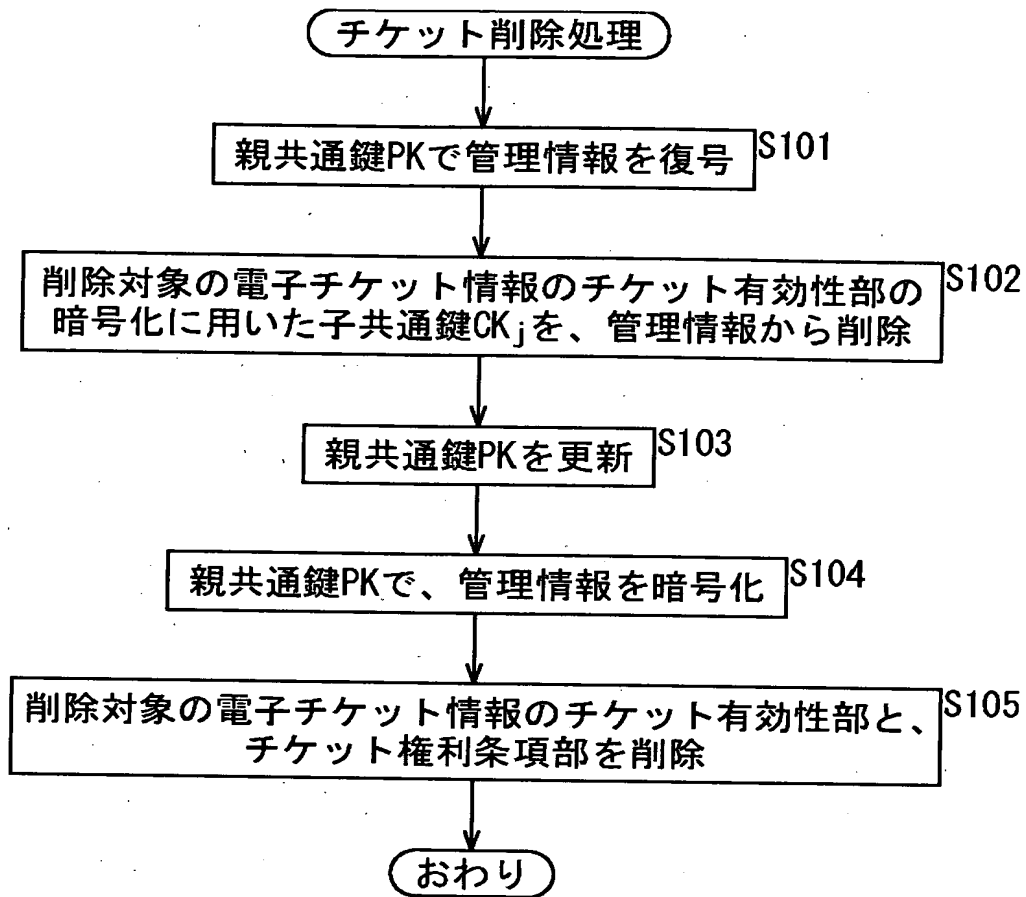 チケット削除処理
親共通鍵PKで管理情報を復号
S101
削除対象の電子チケット情報のチケット有効性部の
暗号化に用いた子共通鍵CKjを、管理情報から削除
S102
親共通鍵PKを更新
S103
親共通鍵PKで、管理情報を暗号化
S104
削除対象の電子チケット情報のチケット有効性部と、
チケット権利条項部を削除
S105
おわり